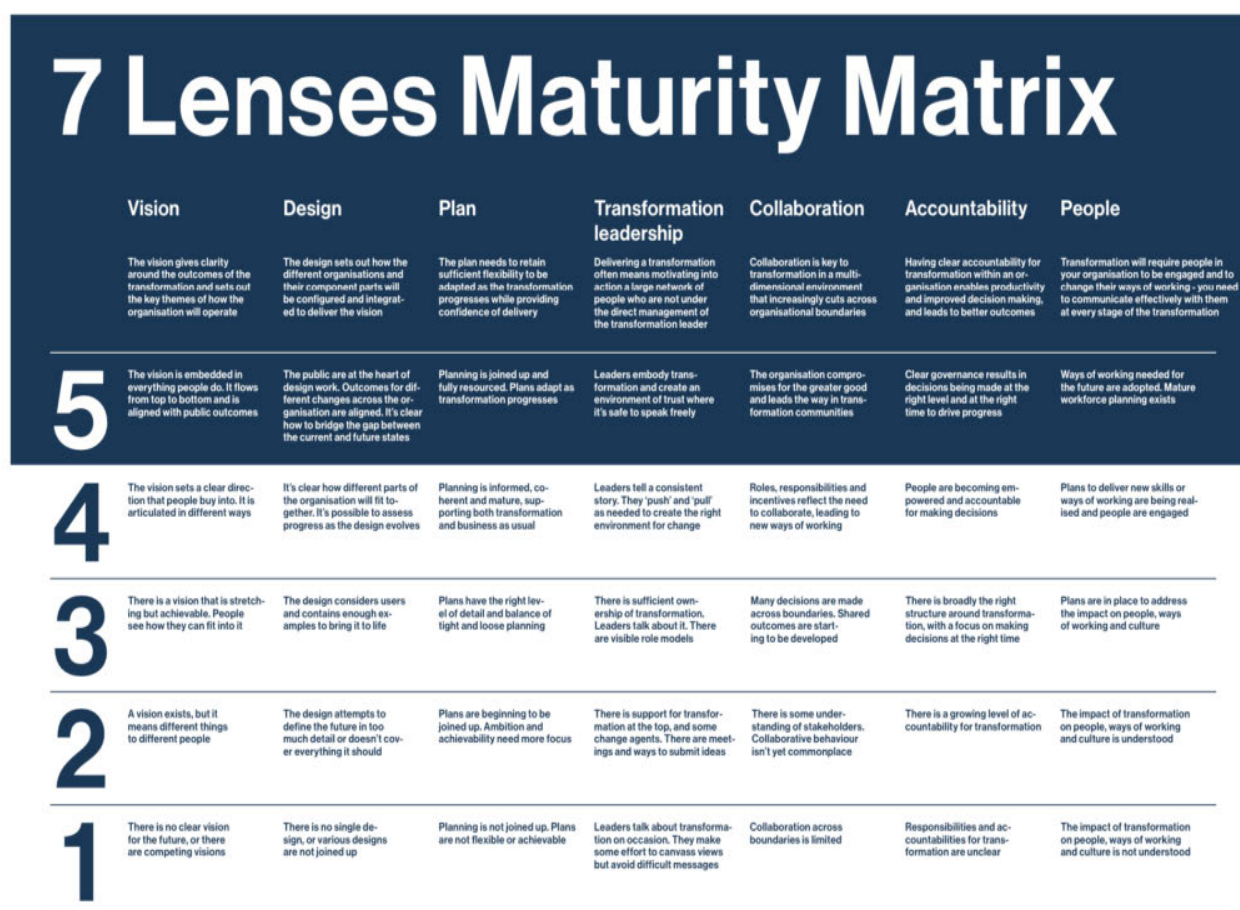 7 Lenses Maturity Matrix
Vision
The vision gives clarity
around the outcomes of the
transformation and sets out
the key themes of how the
organisation will operate
Design
The design sets out how the
different organisations and
their component parts will
be configured and integrat-
ed to deliver the vision
Plan
The plan needs to retain
sufficient flexibility to be
adapted as the transformation
progresses while providing
confidence of delivery
Transformation
leadership
Delivering a transformation
often means motivating into
action a large network of
people who are not under
the direct management of
the transformation leader
Collaboration
Collaboration is key to
transformation in a multi-
dimensional environment
that increasingly cuts across
organisational boundaries
Accountability
Having clear accountability for
transformation within an or-
ganisation enables productivity
and improved decision making,
and leads to better outcomes
People
Transformation will require people in
your organisation to be engaged and to
change their ways of working - you need
to communicate effectively with them
at every stage of the transformation
5
The vision is embedded in
everything people do. It flows
from top to bottom and is
aligned with public outcomes
The public are at the heart of
design work. Outcomes for dif-
ferent changes across the or-
ganisation are aligned. It's clear
how to bridge the gap between
the current and future states
Planning is joined up and
fully resourced. Plans adapt as
transformation progresses
Leaders embody trans-
formation and create an
environment of trust where
it's safe to speak freely
The organisation compro-
mises for the greater good
and leads the way in trans-
formation communities
Clear governance results in
decisions being made at the
right level and at the right
time to drive progress
Ways of working needed for
the future are adopted. Mature
workforce planning exists
4
The vision sets a clear direc-
tion that people buy into. It is
articulated in different ways
It's clear how different parts of
the organisation will fit to-
gether. It's possible to assess
progress as the design evolves
Planning is informed, co-
herent and mature, sup-
porting both transformation
and business as usual
Leaders tell a consistent
story. They 'push' and 'pull'
as needed to create the right
environment for change
Roles, responsibilities and
incentives reflect the need
to collaborate, leading to
new ways of working
People are becoming em-
powered and accountable
for making decisions
Plans to deliver new skills or
ways of working are being real-
ised and people are engaged
3
There is a vision that is stretch-
ing but achievable. People
see how they can fit into it
The design considers users
and contains enough ex-
amples to bring it to life
Plans have the right lev-
el of detail and balance of
tight and loose planning
There is sufficient own-
ership of transformation.
Leaders talk about it. There
are visible role models
Many decisions are made
across boundaries. Shared
outcomes are start-
ing to be developed
There is broadly the right
structure around transforma-
tion, with a focus on making
decisions at the right time
Plans are in place to address
the impact on people, ways
of working and culture
2
A vision exists, but it
means different things
to different people
The design attempts to
define the future in too
much detail or doesn't cov-
er everything it should
Plans are beginning to be
joined up. Ambition and
achievability need more focus
There is support for transfor-
mation at the top, and some
change agents. There are meet-
ings and ways to submit ideas
There is some under-
standing of stakeholders.
Collaborative behaviour
isn't yet commonplace
There is a growing level of ac-
countability for transformation
The impact of transformation
on people, ways of working
and culture is understood
1
There is no clear vision
for the future, or there
are competing visions
There is no single de-
sign, or various designs
are not joined up
Planning is not joined up. Plans
are not flexible or achievable
Leaders talk about transforma-
tion on occasion. They make
some effort to canvass views
but avoid difficult messages
Collaboration across
boundaries is limited
Responsibilities and ac-
countabilities for trans-
formation are unclear
The impact of transformation
on people, ways of working
and culture is not understood